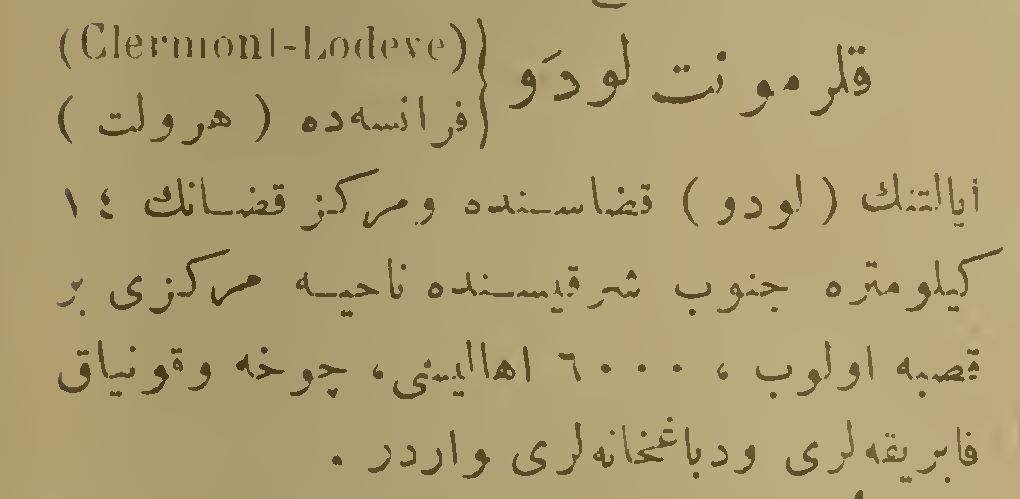 قلرمونت لودَو { (Clermont-Lodeve)
فرانسه‌ده ( هرولت )
ایالتنك ( لودو ) قضاسنده ومركز قضانك ١٤
كیلومتره جنوب شرقیسنده ناحیه مركزی بر
قصبه اولوب ، ٦٠٠٠ اهالیسی، چوخه وقونیاق
فابریقه‌لری ودباغخانه‌لری واردر .